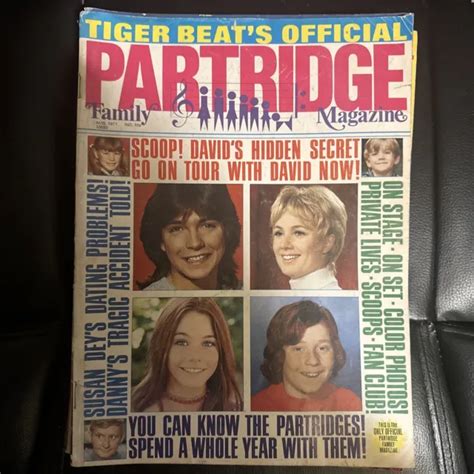 TIGER BEAT'S OFFICIAL
PARTRIDGE
Family Magazine
SCOOP! DAVID'S HIDDEN SECRET
GO ON TOUR WITH DAVID NOW!
SUSAN DEY'S DATING PROBLEMS!
DANNY'S TRAGIC ACCIDENT TOLD!
ON STAGE · ON SET · COLOR PHOTOS!
PRIVATE LIVES · SCOOPS · FAN CLUB!
YOU CAN KNOW THE PARTRIDGES!
SPEND A WHOLE YEAR WITH THEM!
THIS IS THE
ONLY OFFICIAL
PARTRIDGE
FAMILY
MAGAZINE